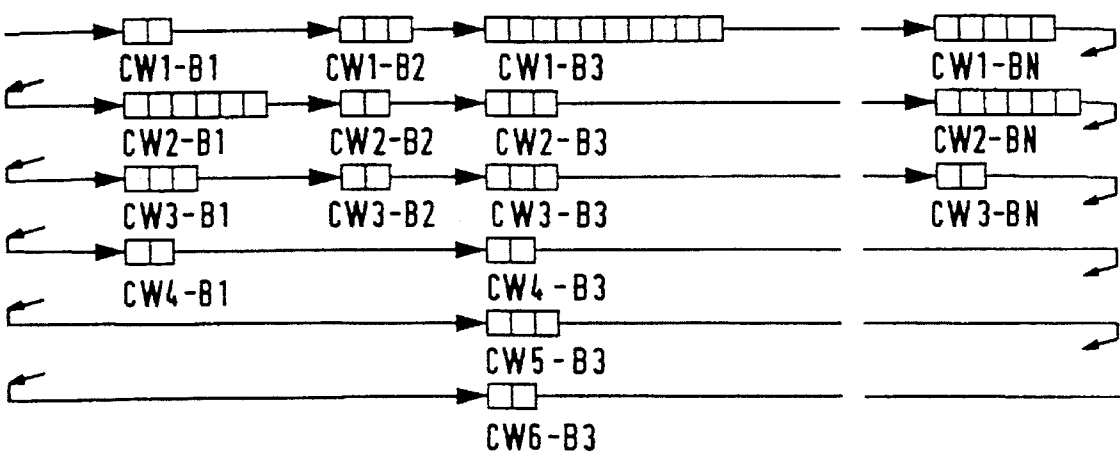 CW1-B1 CW1-B2 CW1-B3 CW1-BN
CW2-B1 CW2-B2 CW2-B3 CW2-BN
CW3-B1 CW3-B2 CW3-B3 CW3-BN
CW4-B1 CW4-B3
CW5-B3
CW6-B3